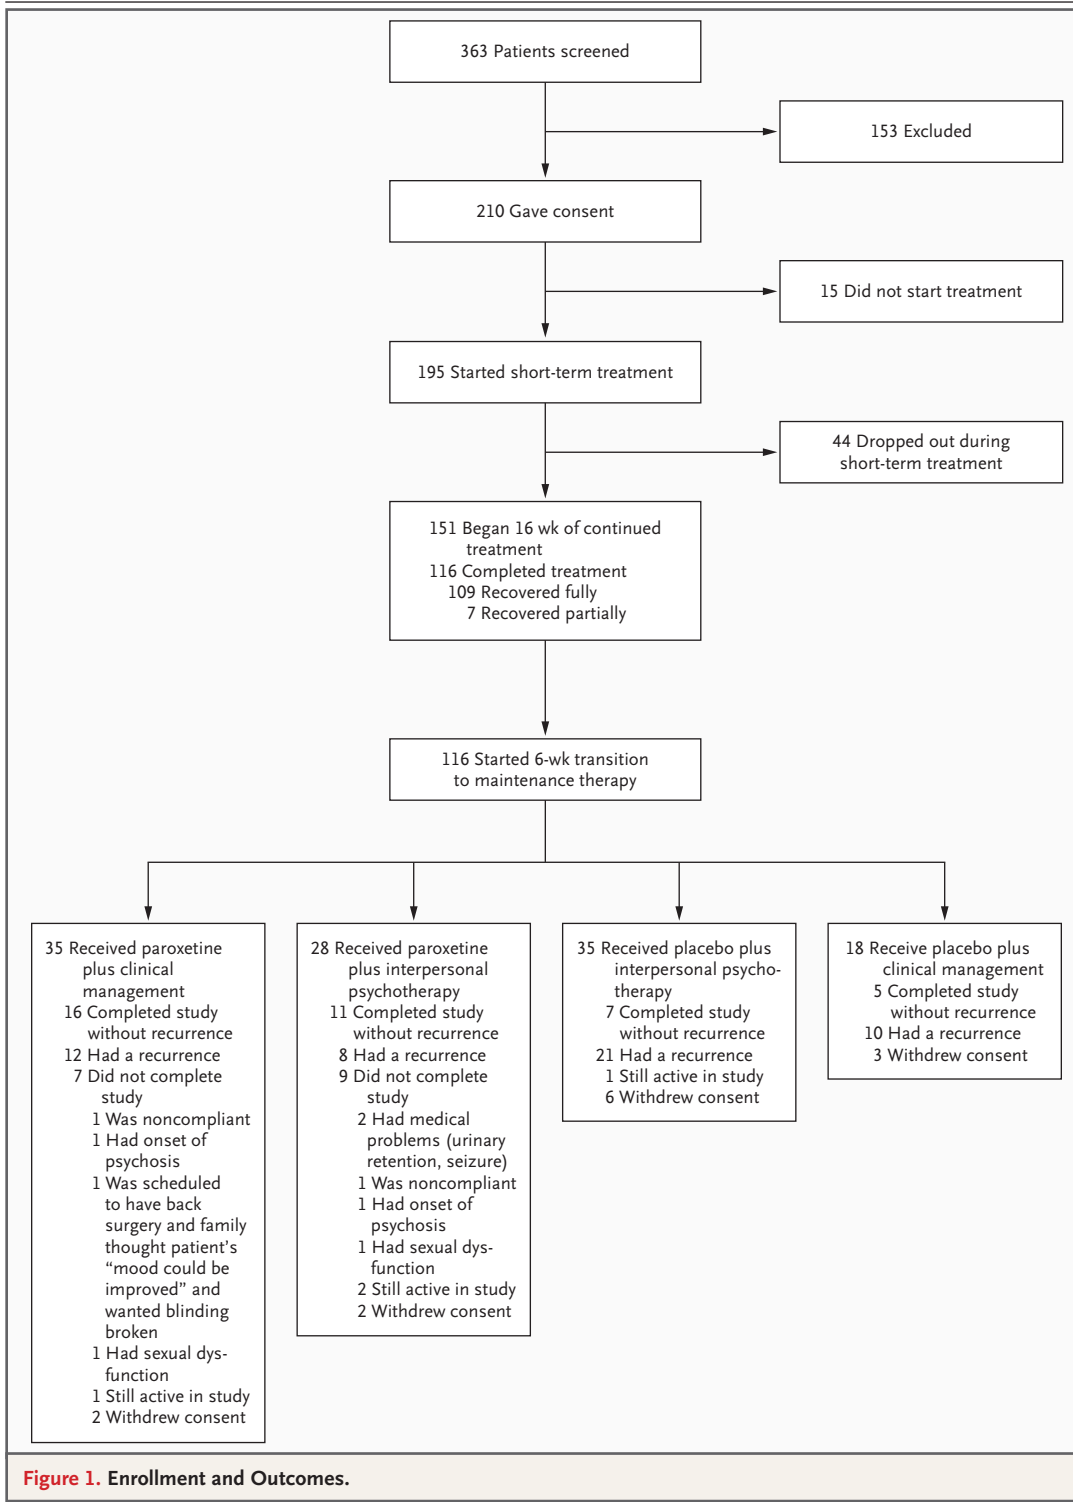 363 Patients screened
153 Excluded
210 Gave consent
15 Did not start treatment
195 Started short-term treatment
44 Dropped out during
short-term treatment
151 Began 16 wk of continued
treatment
116 Completed treatment
109 Recovered fully
7 Recovered partially
116 Started 6-wk transition
to maintenance therapy
35 Received paroxetine
plus clinical
management
16 Completed study
without recurrence
12 Had a recurrence
7 Did not complete
study
1 Was noncompliant
1 Had onset of
psychosis
1 Was scheduled
to have back
surgery and family
thought patient's
“mood could be
improved” and
wanted blinding
broken
1 Had sexual dys-
function
1 Still active in study
2 Withdrew consent
28 Received paroxetine
plus interpersonal
psychotherapy
11 Completed study
without recurrence
8 Had a recurrence
9 Did not complete
study
2 Had medical
problems (urinary
retention, seizure)
1 Was noncompliant
1 Had onset of
psychosis
1 Had sexual dys-
function
2 Still active in study
2 Withdrew consent
35 Received placebo plus
interpersonal psycho-
therapy
7 Completed study
without recurrence
21 Had a recurrence
1 Still active in study
6 Withdrew consent
18 Receive placebo plus
clinical management
5 Completed study
without recurrence
10 Had a recurrence
3 Withdrew consent
Figure 1. Enrollment and Outcomes.